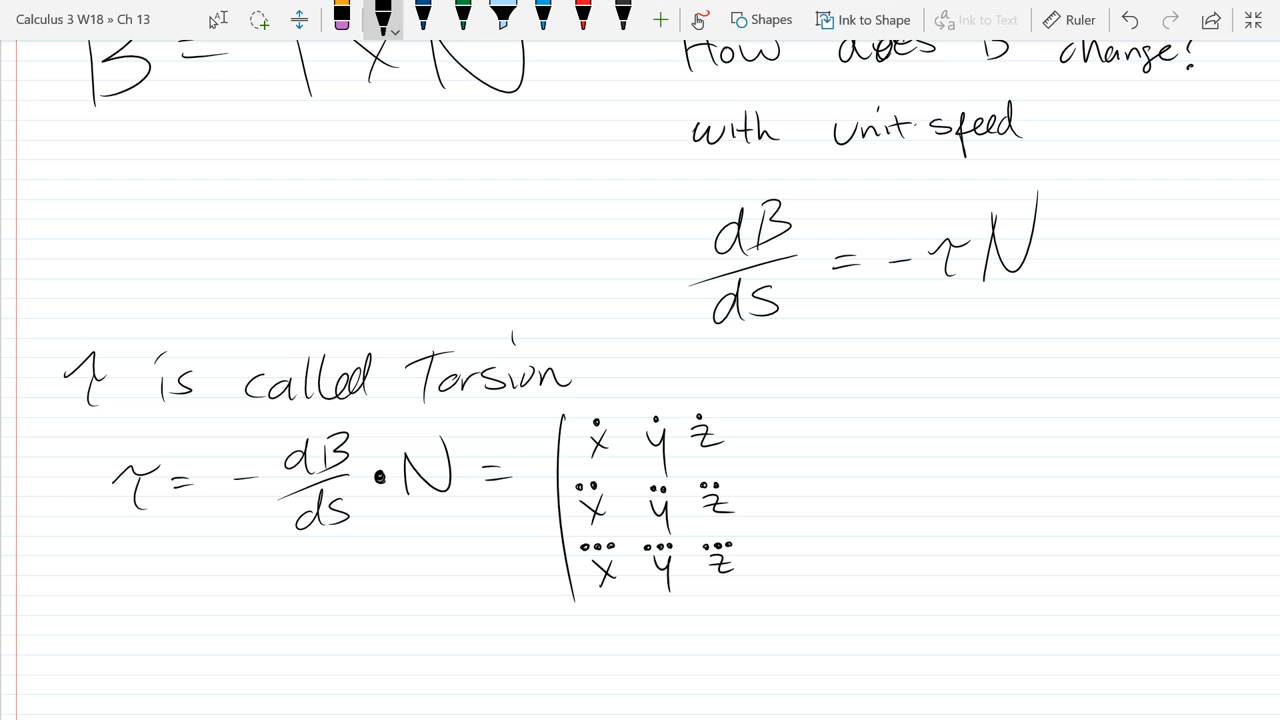 Calculus 3 W18 » Ch 13
Shapes
Ink to Shape
Ink to Text
Ruler
B = T × N
How does B change?
with unit speed
dB/ds = -τN
τ is called Torsion
τ = - dB/ds • N = | ẋ ẏ ż
ẍ ÿ z̈
x⃛ y⃛ z⃛